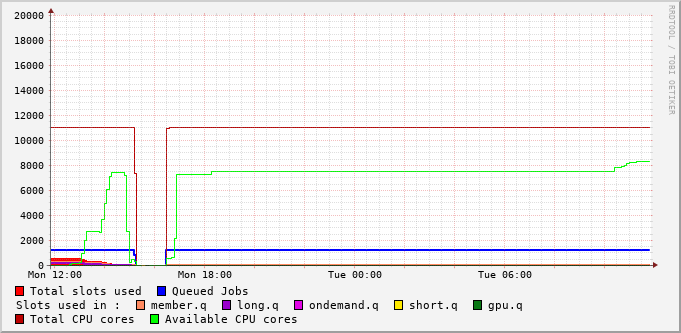 20000
18000
16000
14000
12000
10000
8000
6000
4000
2000
0
Mon 12:00 Mon 18:00 Tue 00:00 Tue 06:00
Total slots used Queued Jobs
Slots used in : member.q long.q ondemand.q short.q gpu.q
Total CPU cores Available CPU cores
RRDTOOL / TOBI OETIKER